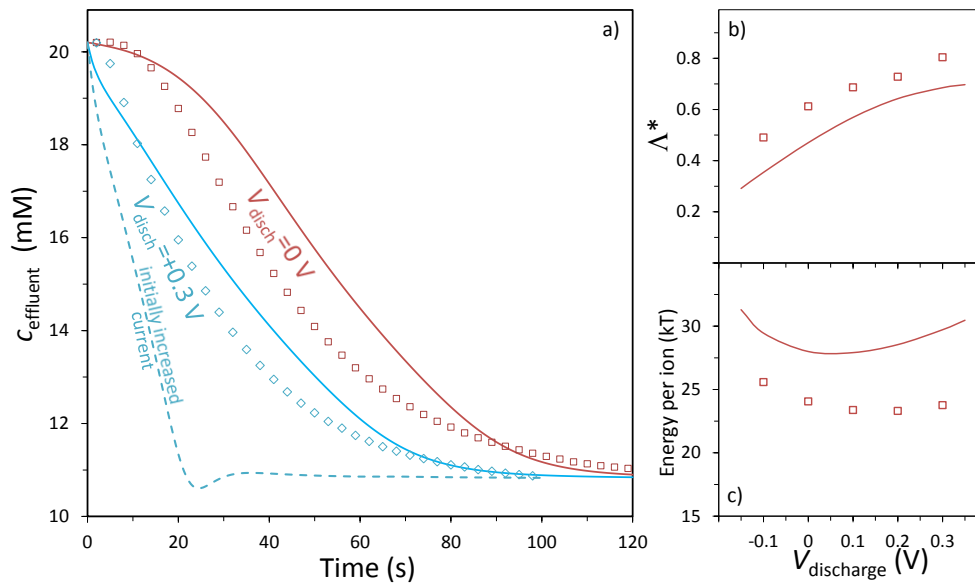 a)
20
18
16
14
12
10
c effluent (mM)
V disch =0 V
V disch =+0.3 V
initially increased
current
0
20
40
60
80
100
120
Time (s)
b)
0.8
0.6
0.4
0.2
Λ*
30
25
20
15
Energy per ion (kT)
c)
-0.1
0
0.1
0.2
0.3
V discharge (V)